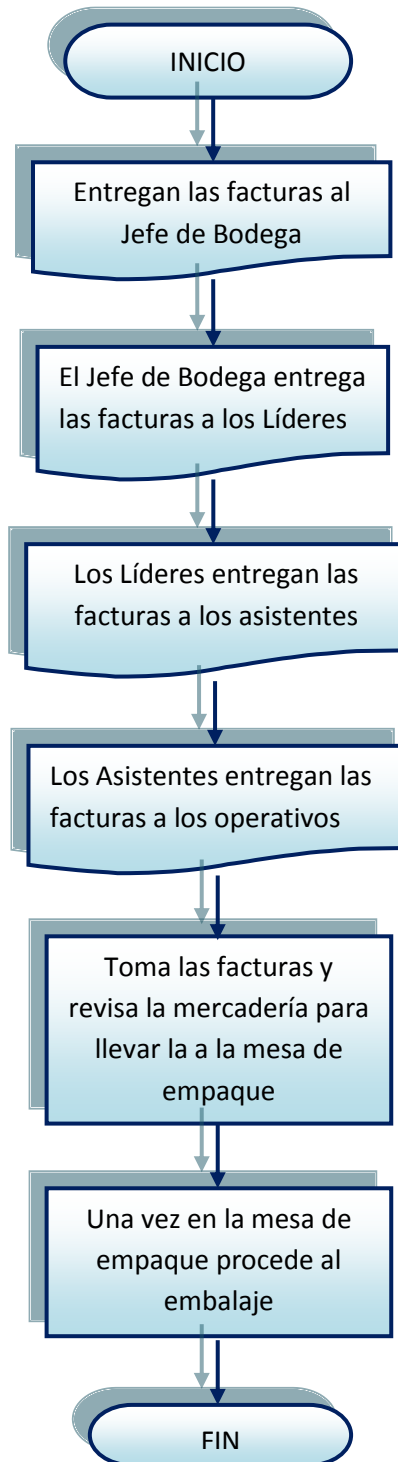 INICIO
Entregan las facturas al
Jefe de Bodega
El Jefe de Bodega entrega
las facturas a los Líderes
Los Líderes entregan las
facturas a los asistentes
Los Asistentes entregan las
facturas a los operativos
Toma las facturas y
revisa la mercadería para
llevar la a la mesa de
empaque
Una vez en la mesa de
empaque procede al
embalaje
FIN